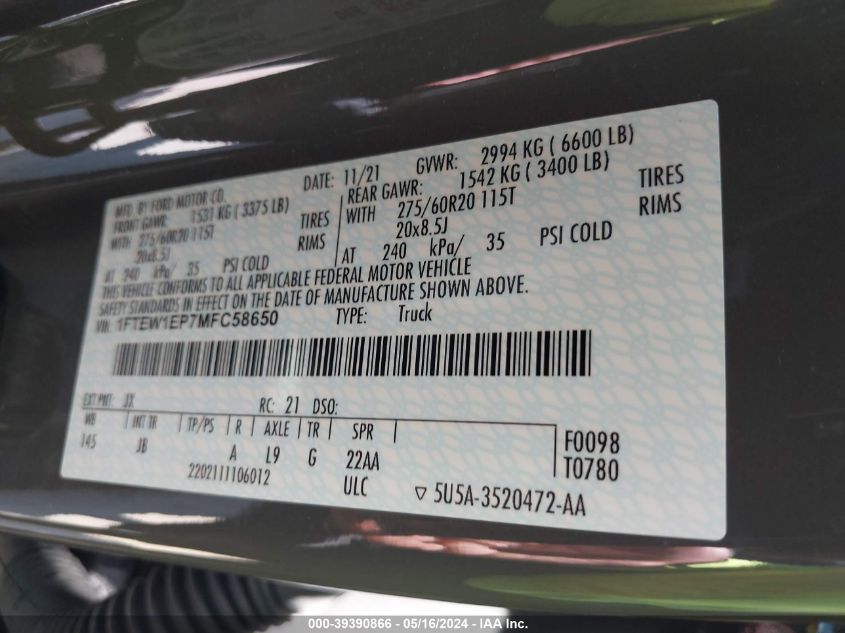 MFD. BY FORD MOTOR CO.
DATE: 11/21 GVWR: 2994 KG ( 6600 LB)
FRONT GAWR: 1531 KG ( 3375 LB)
REAR GAWR: 1542 KG ( 3400 LB)
WITH 275/60R20 115T TIRES
WITH 275/60R20 115T TIRES
20x8.5J RIMS
20x8.5J RIMS
AT 240 kPa/ 35 PSI COLD
AT 240 kPa/ 35 PSI COLD
THIS VEHICLE CONFORMS TO ALL APPLICABLE FEDERAL MOTOR VEHICLE
SAFETY STANDARDS IN EFFECT ON THE DATE OF MANUFACTURE SHOWN ABOVE.
VIN: 1FTEW1EP7MFC58650 TYPE: Truck
EXT PNT: JX RC: 21 DSO:
WB INT TR TP/PS R AXLE TR SPR
145 JB A L9 G 22AA
F0098
T0780
2202111106012 ULC
5U5A-3520472-AA
000-39390866 - 05/16/2024 - IAA Inc.